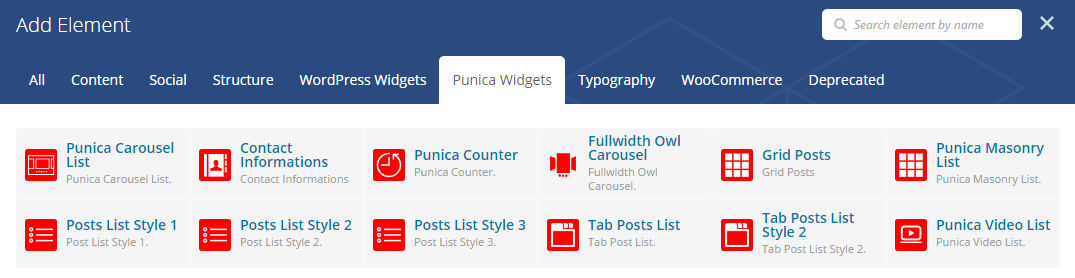 Add Element
Search element by name
All Content Social Structure WordPress Widgets Punica Widgets Typography WooCommerce Deprecated
Punica Carousel List
Punica Carousel List.
Contact Informations
Contact Informations
Punica Counter
Punica Counter.
Fullwidth Owl Carousel
Fullwidth Owl Carousel.
Grid Posts
Grid Posts
Punica Masonry List
Punica Masonry List.
Posts List Style 1
Post List Style 1.
Posts List Style 2
Post List Style 2.
Posts List Style 3
Post List Style 3.
Tab Posts List
Tab Post List.
Tab Posts List Style 2
Tab Post List Style 2.
Punica Video List
Punica Video List.